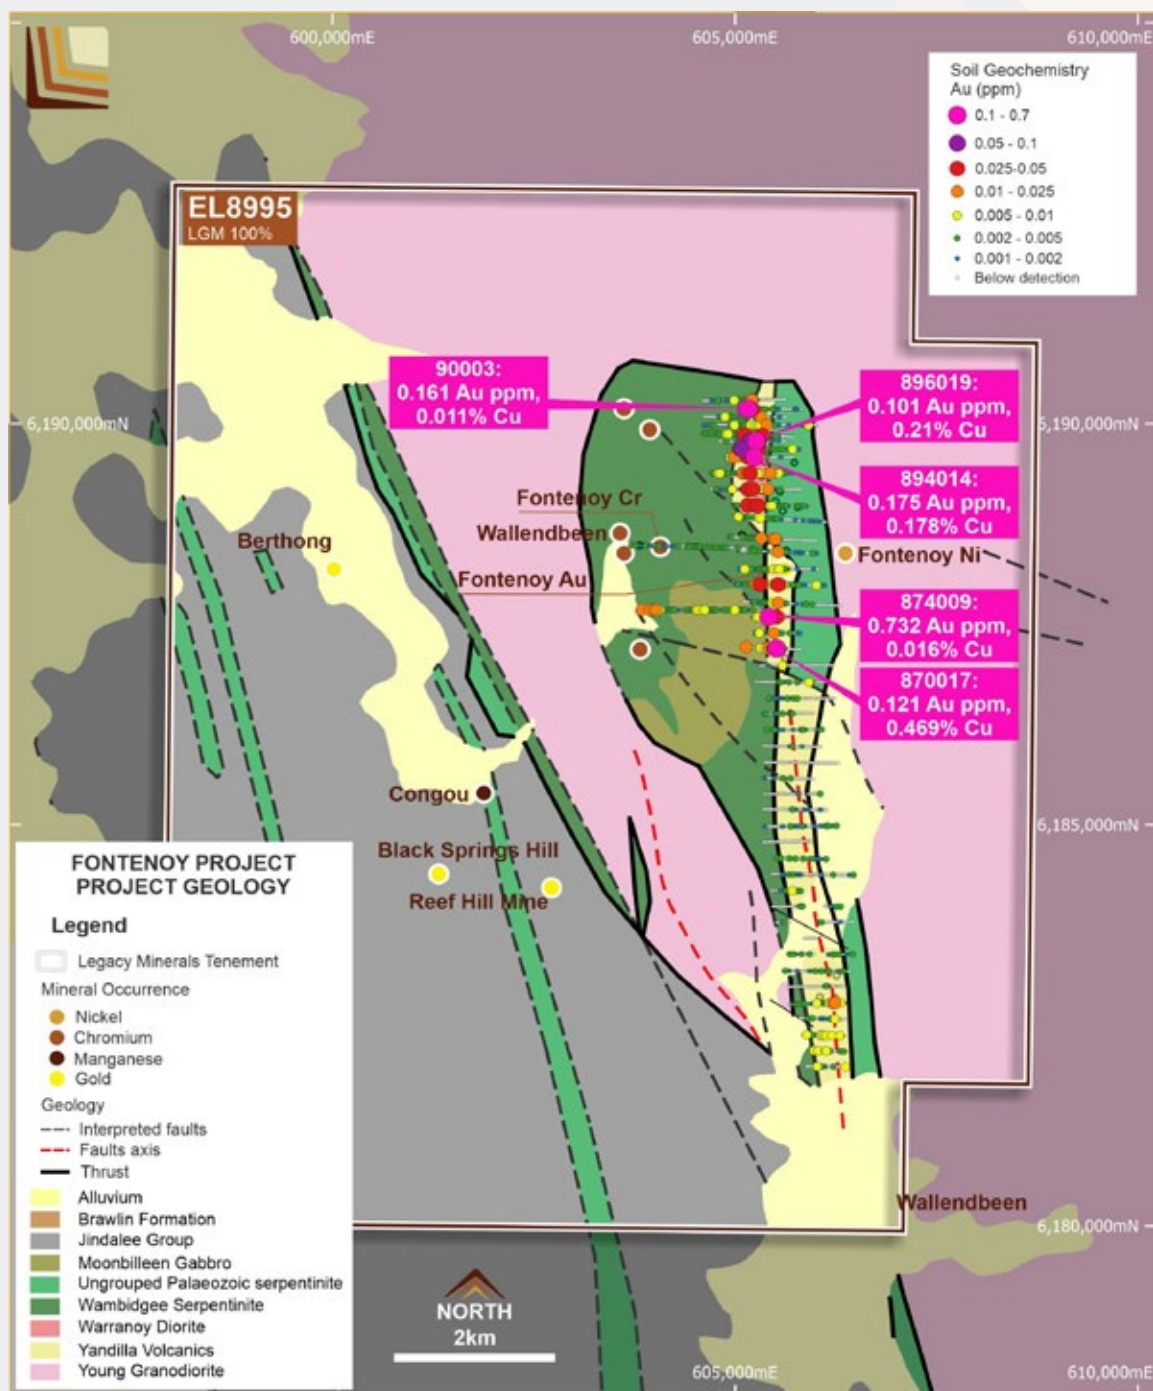 600,000mE
605,000mE
610,000mE
Soil Geochemistry
Au (ppm)
0.1 - 0.7
0.05 - 0.1
0.025-0.05
0.01 - 0.025
0.005 - 0.01
0.002 - 0.005
0.001 - 0.002
Below detection
EL8995
LGM 100%
90003:
0.161 Au ppm,
0.011% Cu
896019:
0.101 Au ppm,
0.21% Cu
6,190,000mN
6,190,000mN
894014:
0.175 Au ppm,
0.178% Cu
Fontenoy Cr
Wallendbeen
Berthong
Fontenoy Ni
Fontenoy Au
874009:
0.732 Au ppm,
0.016% Cu
870017:
0.121 Au ppm,
0.469% Cu
Congou
6,185,000mN
Black Springs Hill
Reef Hill Mine
FONTENOY PROJECT
PROJECT GEOLOGY
Legend
Legacy Minerals Tenement
Mineral Occurrence
Nickel
Chromium
Manganese
Gold
Geology
Interpreted faults
Faults axis
Thrust
Alluvium
Brawlin Formation
Jindalee Group
Moonbilleen Gabbro
Ungrouped Palaeozoic serpentinite
Wambidgee Serpentinite
Warranoy Diorite
Yandilla Volcanics
Young Granodiorite
Wallendbeen
6,180,000mN
NORTH
2km
605,000mE
610,000mE